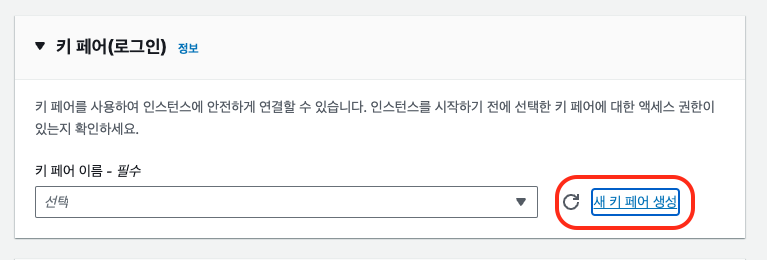 ▼ 키 페어(로그인) 정보
키 페어를 사용하여 인스턴스에 안전하게 연결할 수 있습니다. 인스턴스를 시작하기 전에 선택한 키 페어에 대한 액세스 권한이
있는지 확인하세요.
키 페어 이름 - 필수
선택
새 키 페어 생성